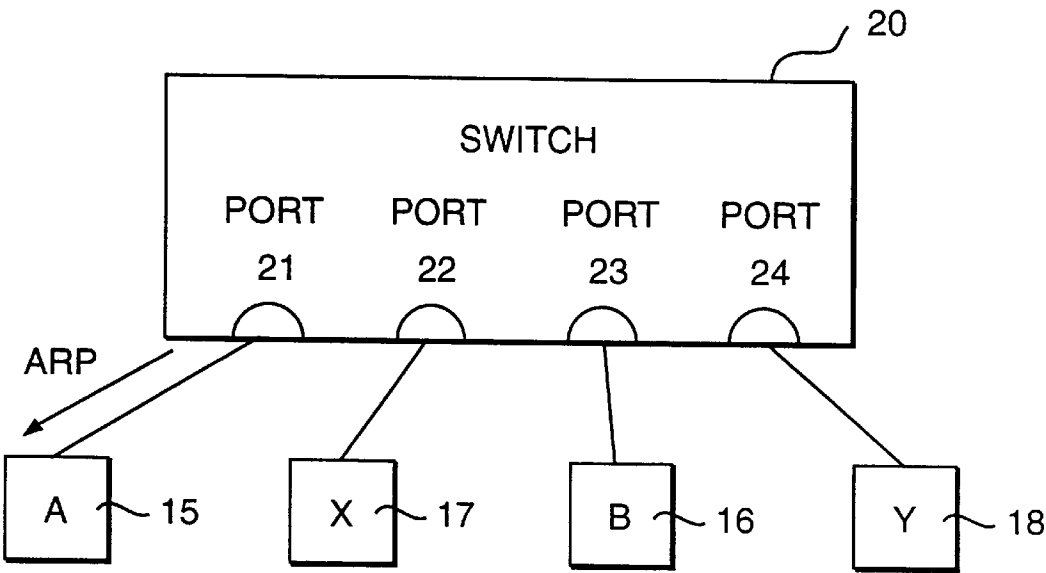 20
SWITCH
PORT PORT PORT PORT
21 22 23 24
ARP
A 15 X 17 B 16 Y 18